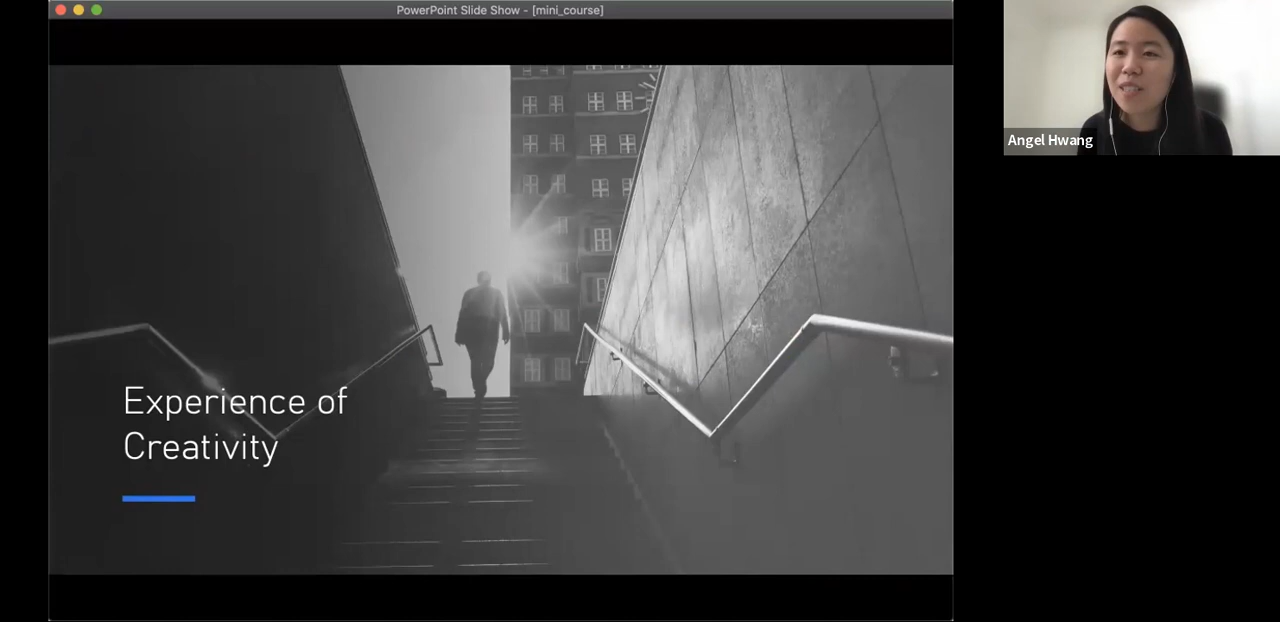 PowerPoint Slide Show - [mini_course]
Angel Hwang
Experience of
Creativity